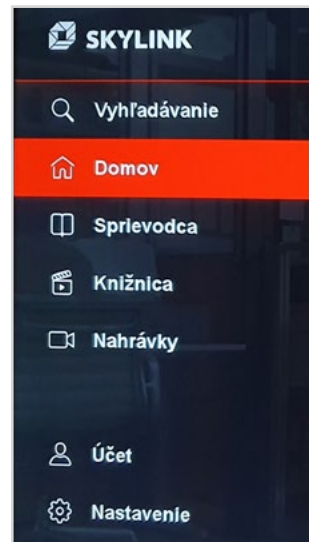 SKYLINK
Vyhľadávanie
Domov
Sprievodca
Knižnica
Nahrávky
Účet
Nastavenie